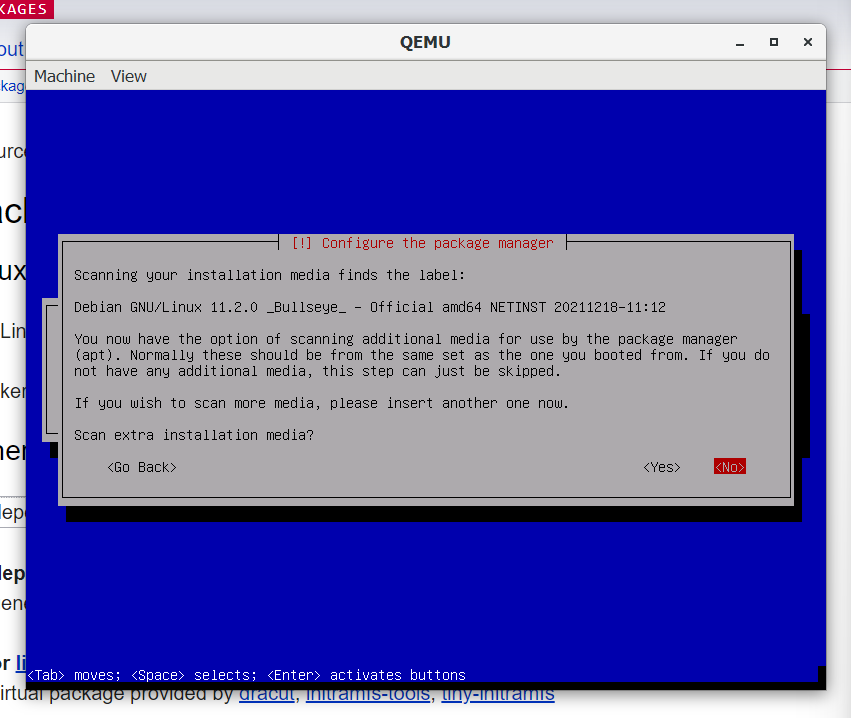 KAGES
QEMU
out
Machine View
kag
urce
[!] Configure the package manager
Scanning your installation media finds the label:
Debian GNU/Linux 11.2.0 _Bullseye_ - Official amd64 NETINST 20211218-11:12
You now have the option of scanning additional media for use by the package manager
(apt). Normally these should be from the same set as the one you booted from. If you do
not have any additional media, this step can just be skipped.
If you wish to scan more media, please insert another one now.
Scan extra installation media?
<Go Back> <Yes> <No>
ux
Lin
ker
dep
ene
or li
<Tab> moves; <Space> selects; <Enter> activates buttons
irtual package provided by dracut, initramfs-tools, tiny-initramfs